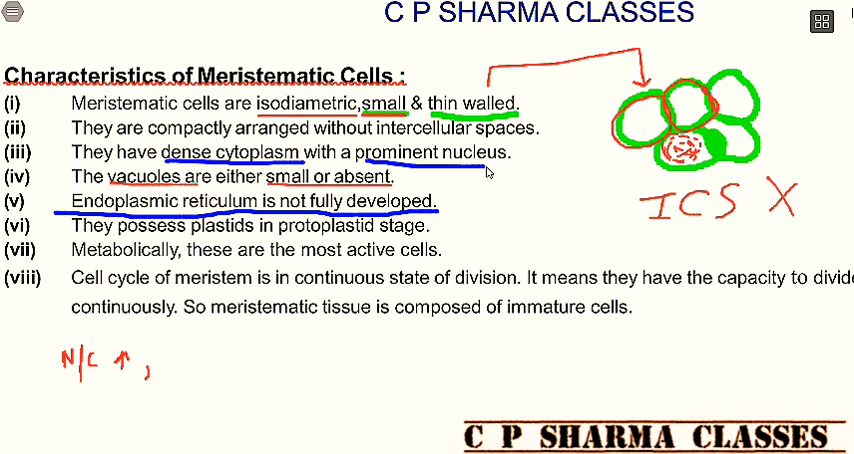 C P SHARMA CLASSES
Characteristics of Meristematic Cells :
(i) Meristematic cells are isodiametric, small & thin walled.
(ii) They are compactly arranged without intercellular spaces.
(iii) They have dense cytoplasm with a prominent nucleus.
(iv) The vacuoles are either small or absent.
ICS X
(v) Endoplasmic reticulum is not fully developed.
(vi) They possess plastids in protoplastid stage.
(vii) Metabolically, these are the most active cells.
(viii) Cell cycle of meristem is in continuous state of division. It means they have the capacity to divide
continuously. So meristematic tissue is composed of immature cells.
N/C ↑ ,
C P SHARMA CLASSES